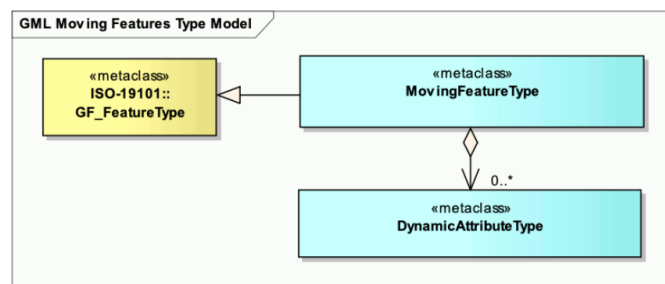 GML Moving Features Type Model
«metaclass»
ISO-19101::
GF_FeatureType
«metaclass»
MovingFeatureType
0..*
«metaclass»
DynamicAttributeType